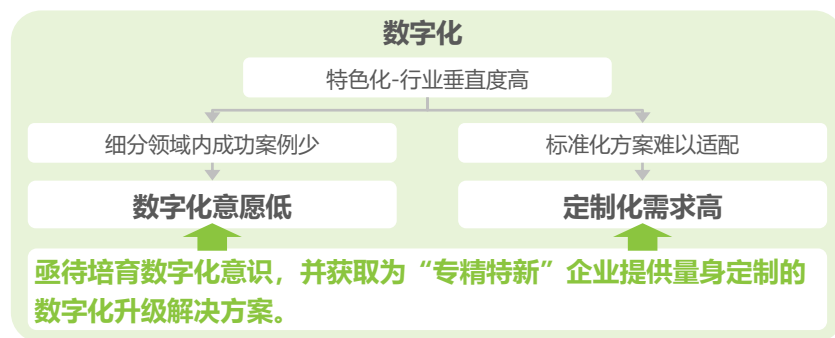 数字化
特色化-行业垂直度高
细分领域内成功案例少
标准化方案难以适配
数字化意愿低
定制化需求高
亟待培育数字化意识，并获取为“专精特新”企业提供量身定制的
数字化升级解决方案。